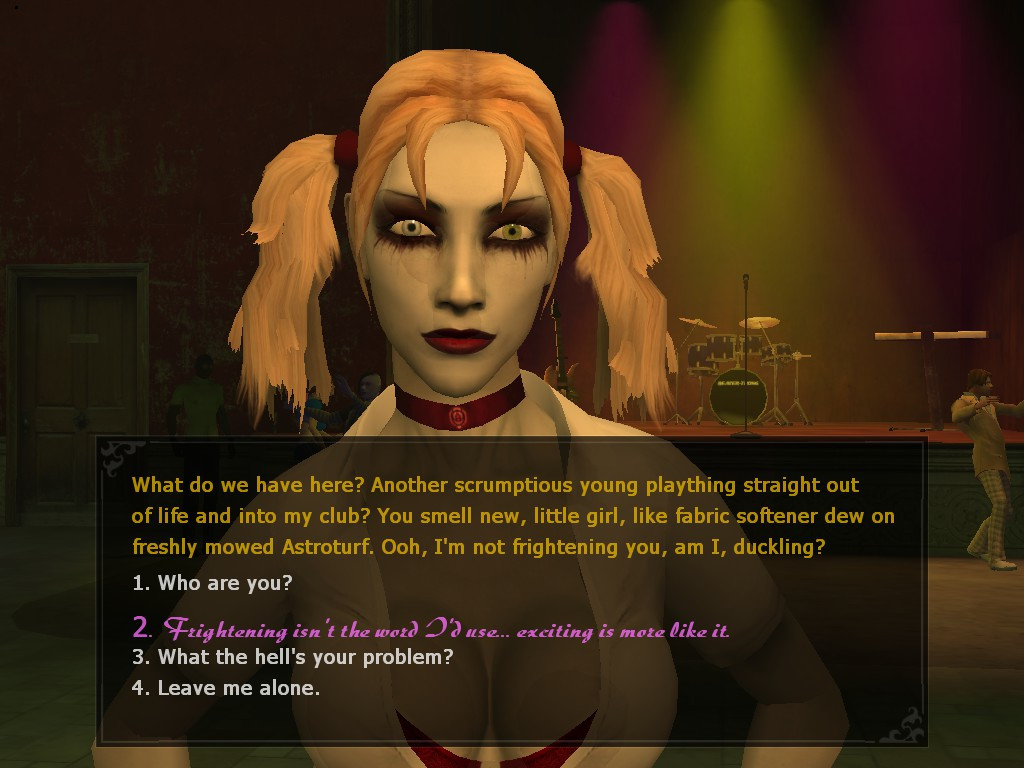 What do we have here? Another scrumptious young plaything straight out
of life and into my club? You smell new, little girl, like fabric softener dew on
freshly mowed Astroturf. Ooh, I'm not frightening you, am I, duckling?
1. Who are you?
2. Frightening isn't the word I'd use... exciting is more like it.
3. What the hell's your problem?
4. Leave me alone.